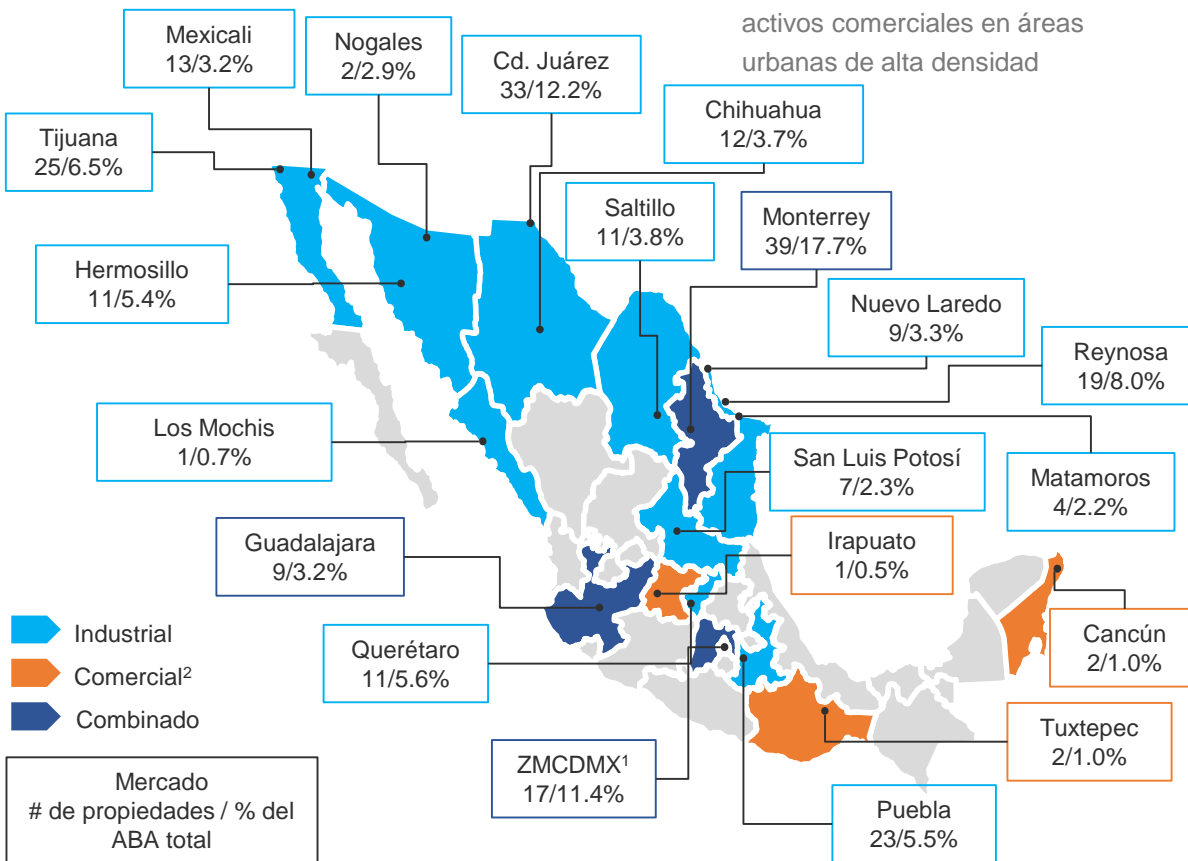 activos comerciales en áreas
urbanas de alta densidad
Mexicali
13/3.2%
Nogales
2/2.9%
Cd. Juárez
33/12.2%
Chihuahua
12/3.7%
Tijuana
25/6.5%
Saltillo
11/3.8%
Monterrey
39/17.7%
Hermosillo
11/5.4%
Nuevo Laredo
9/3.3%
Reynosa
19/8.0%
Los Mochis
1/0.7%
San Luis Potosí
7/2.3%
Matamoros
4/2.2%
Guadalajara
9/3.2%
Irapuato
1/0.5%
Cancún
2/1.0%
Querétaro
11/5.6%
Tuxtepec
2/1.0%
ZMCDMX¹
17/11.4%
Puebla
23/5.5%
Industrial
Comercial²
Combinado
Mercado
# de propiedades / % del
ABA total